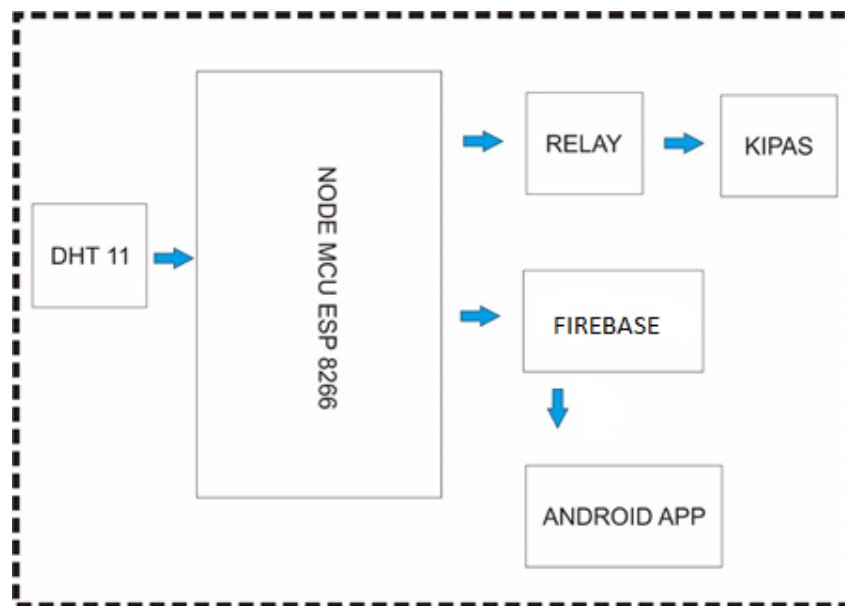 DHT 11
NODE MCU ESP 8266
RELAY
KIPAS
FIREBASE
ANDROID APP